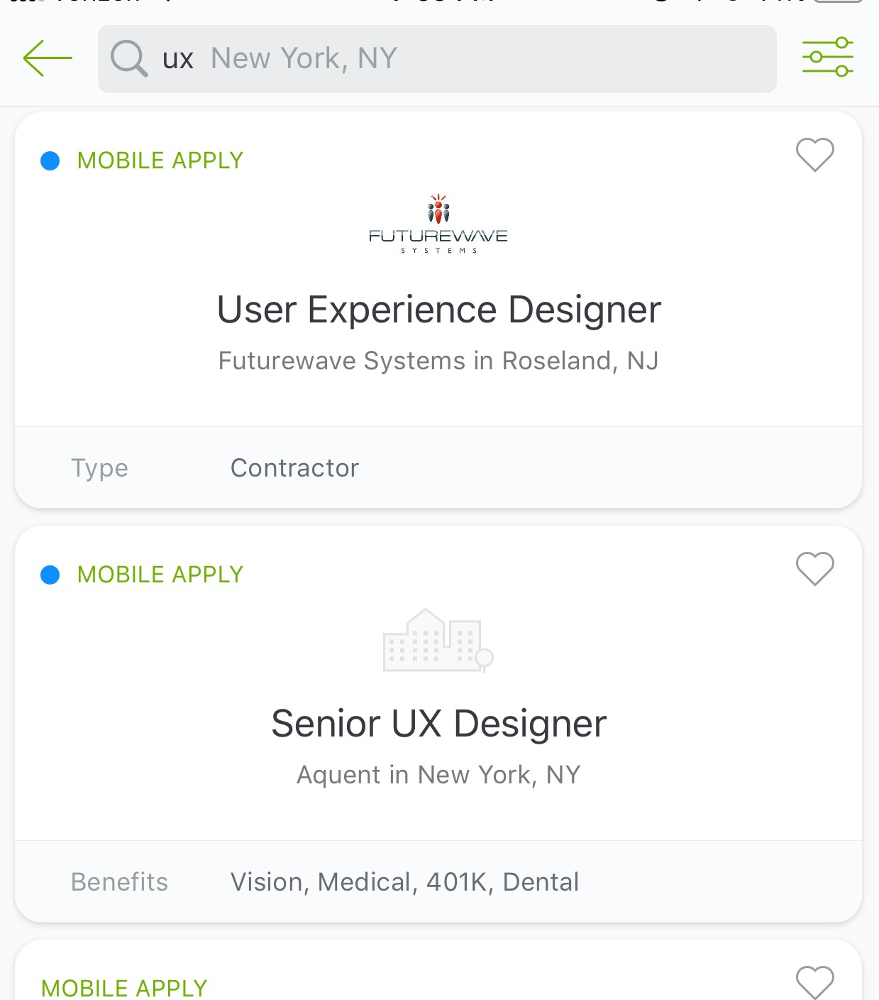 ux New York, NY
MOBILE APPLY
FUTUREWAVE
SYSTEMS
User Experience Designer
Futurewave Systems in Roseland, NJ
Type Contractor
MOBILE APPLY
Senior UX Designer
Aquent in New York, NY
Benefits Vision, Medical, 401K, Dental
MOBILE APPLY